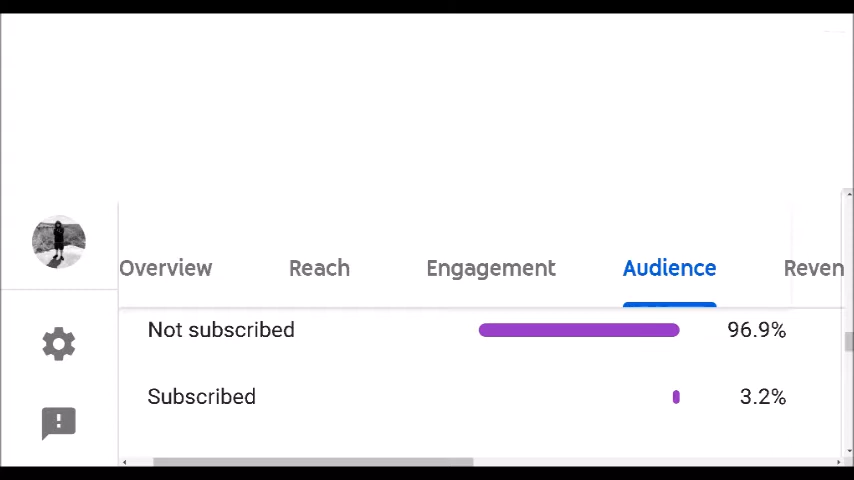 Overview Reach Engagement Audience Reven
Not subscribed 96.9%
Subscribed 3.2%